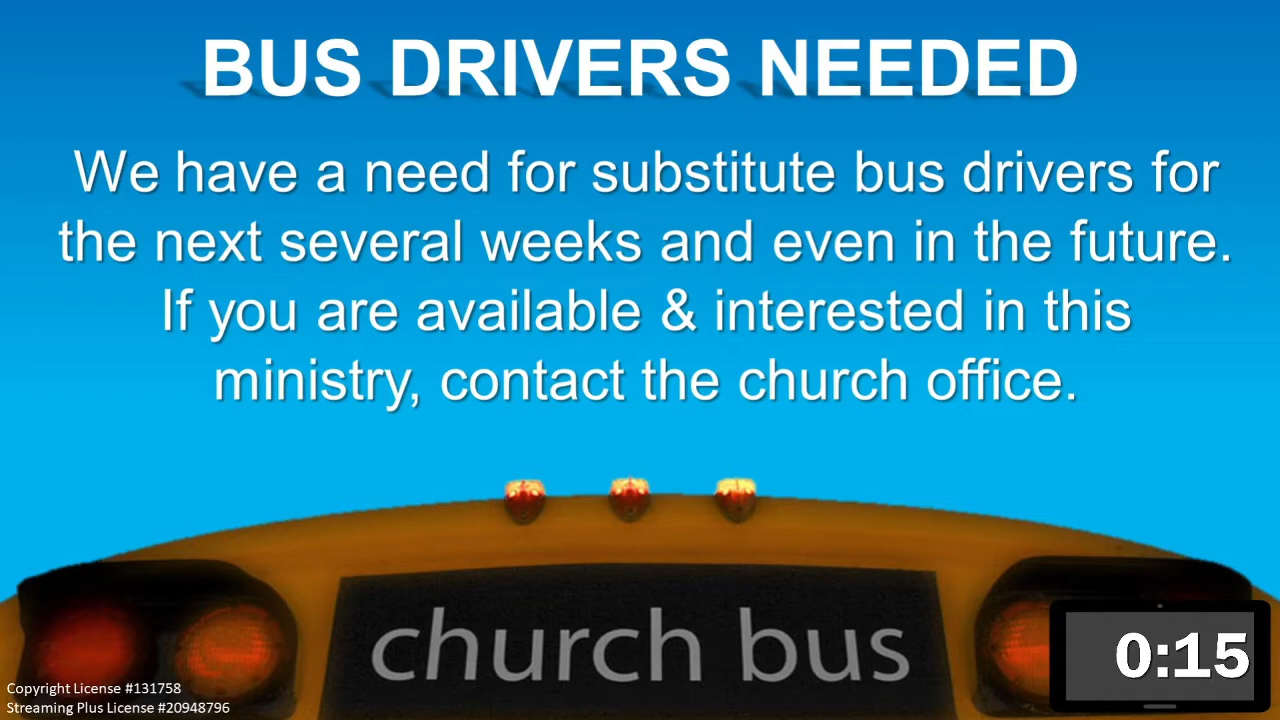 BUS DRIVERS NEEDED
We have a need for substitute bus drivers for
the next several weeks and even in the future.
If you are available & interested in this
ministry, contact the church office.
church bus
0:15
Copyright License #131758
Streaming Plus License #20948796